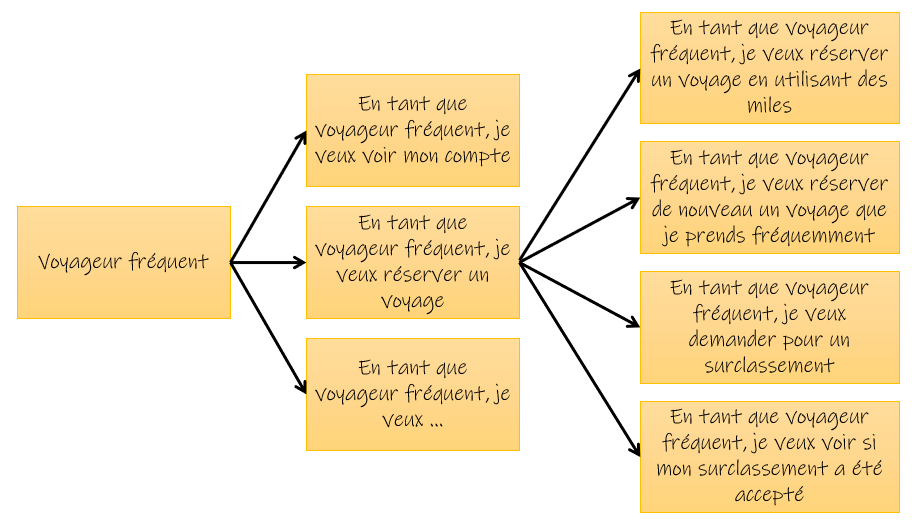 Voyageur fréquent
En tant que
voyageur fréquent, je
veux voir mon compte
En tant que
voyageur fréquent, je
veux réserver un
voyage
En tant que
voyageur fréquent, je
veux ...
En tant que voyageur
fréquent, je veux réserver
un voyage en utilisant des
miles
En tant que voyageur
fréquent, je veux réserver
de nouveau un voyage que
je prends fréquemment
En tant que voyageur
fréquent, je veux
demander pour un
surclassement
En tant que voyageur
fréquent, je veux voir si
mon surclassement a été
accepté